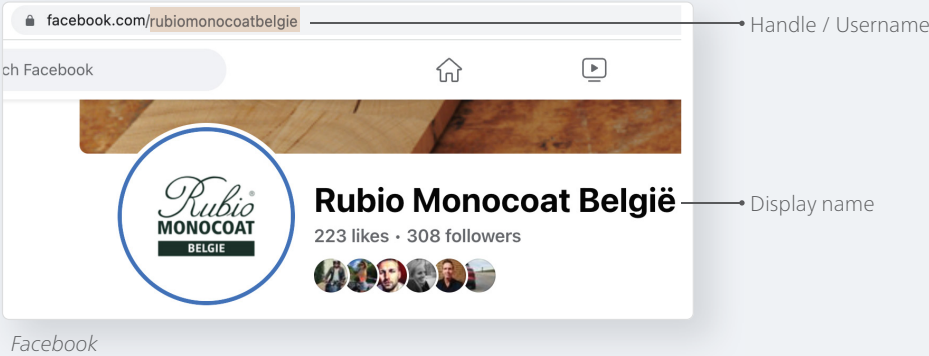 facebook.com/rubiomonocoatbelgie
Handle / Username
ch Facebook
Rubio
MONOCOAT
BELGIE
Rubio Monocoat België
Display name
223 likes · 308 followers
Facebook